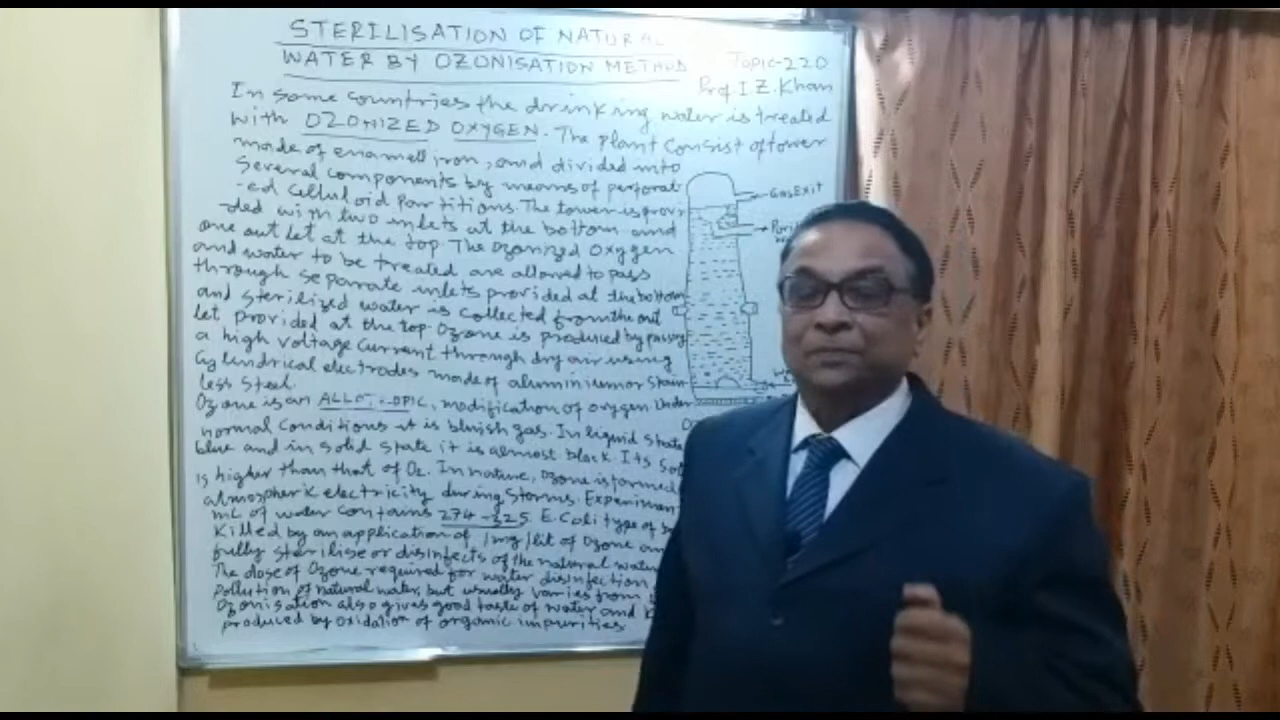 STERILISATION OF NATURAL
WATER BY OZONISATION METHOD
Topic-220
Prof. I. Z. Khan
In some countries the drinking water is treated
with OZONIZED OXYGEN. The plant consist of tower
made of enamell iron, and divided into
several components by means of perforat
-ed celluloid partitions. The tower is provi
-ded with two inlets at the bottom and
one out let at the top. The Ozonized Oxygen
and water to be treated are allowed to pass
through separate inlets provided at the bottom
and sterilized water is collected from the out
let provided at the top. Ozone is produced by passing
a high voltage current through dry air using
cylindrical electrodes made of aluminium or stain-
less steel.
Ozone is an modification of oxygen under
normal conditions it is bluish gas. In liquid state
blue and in solid state it is almost black. Its
is higher than that of O2. In nature, Ozone is formed
atmospheric electricity during storms.
mL of water contains 274-325 E.Coli type of
killed by an application of 1mg/lit of Ozone
fully sterilise or disinfects of the natural water
The dose of Ozone required for water disinfection
pollution of natural water, but usually varies from
Ozonisation also gives good taste of water and
produced by oxidation of organic impurities.
Gas Exit